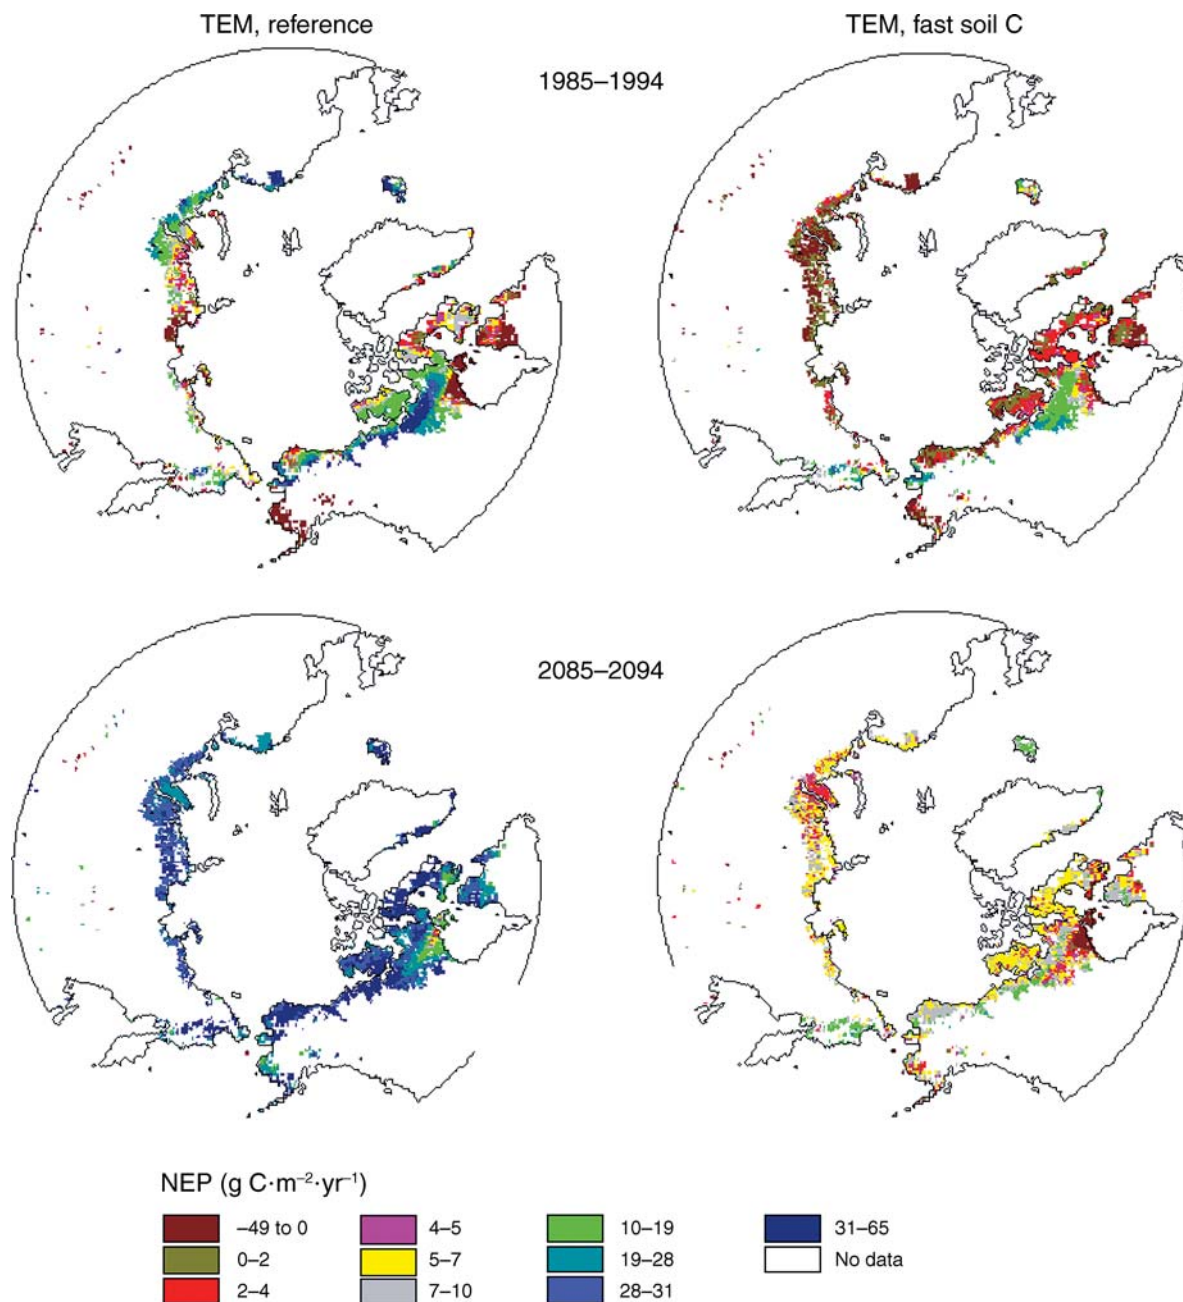 TEM, reference
TEM, fast soil C
1985–1994
2085–2094
NEP (g C·m⁻²·yr⁻¹)
–49 to 0
4–5
10–19
31–65
0–2
5–7
19–28
No data
2–4
7–10
28–31